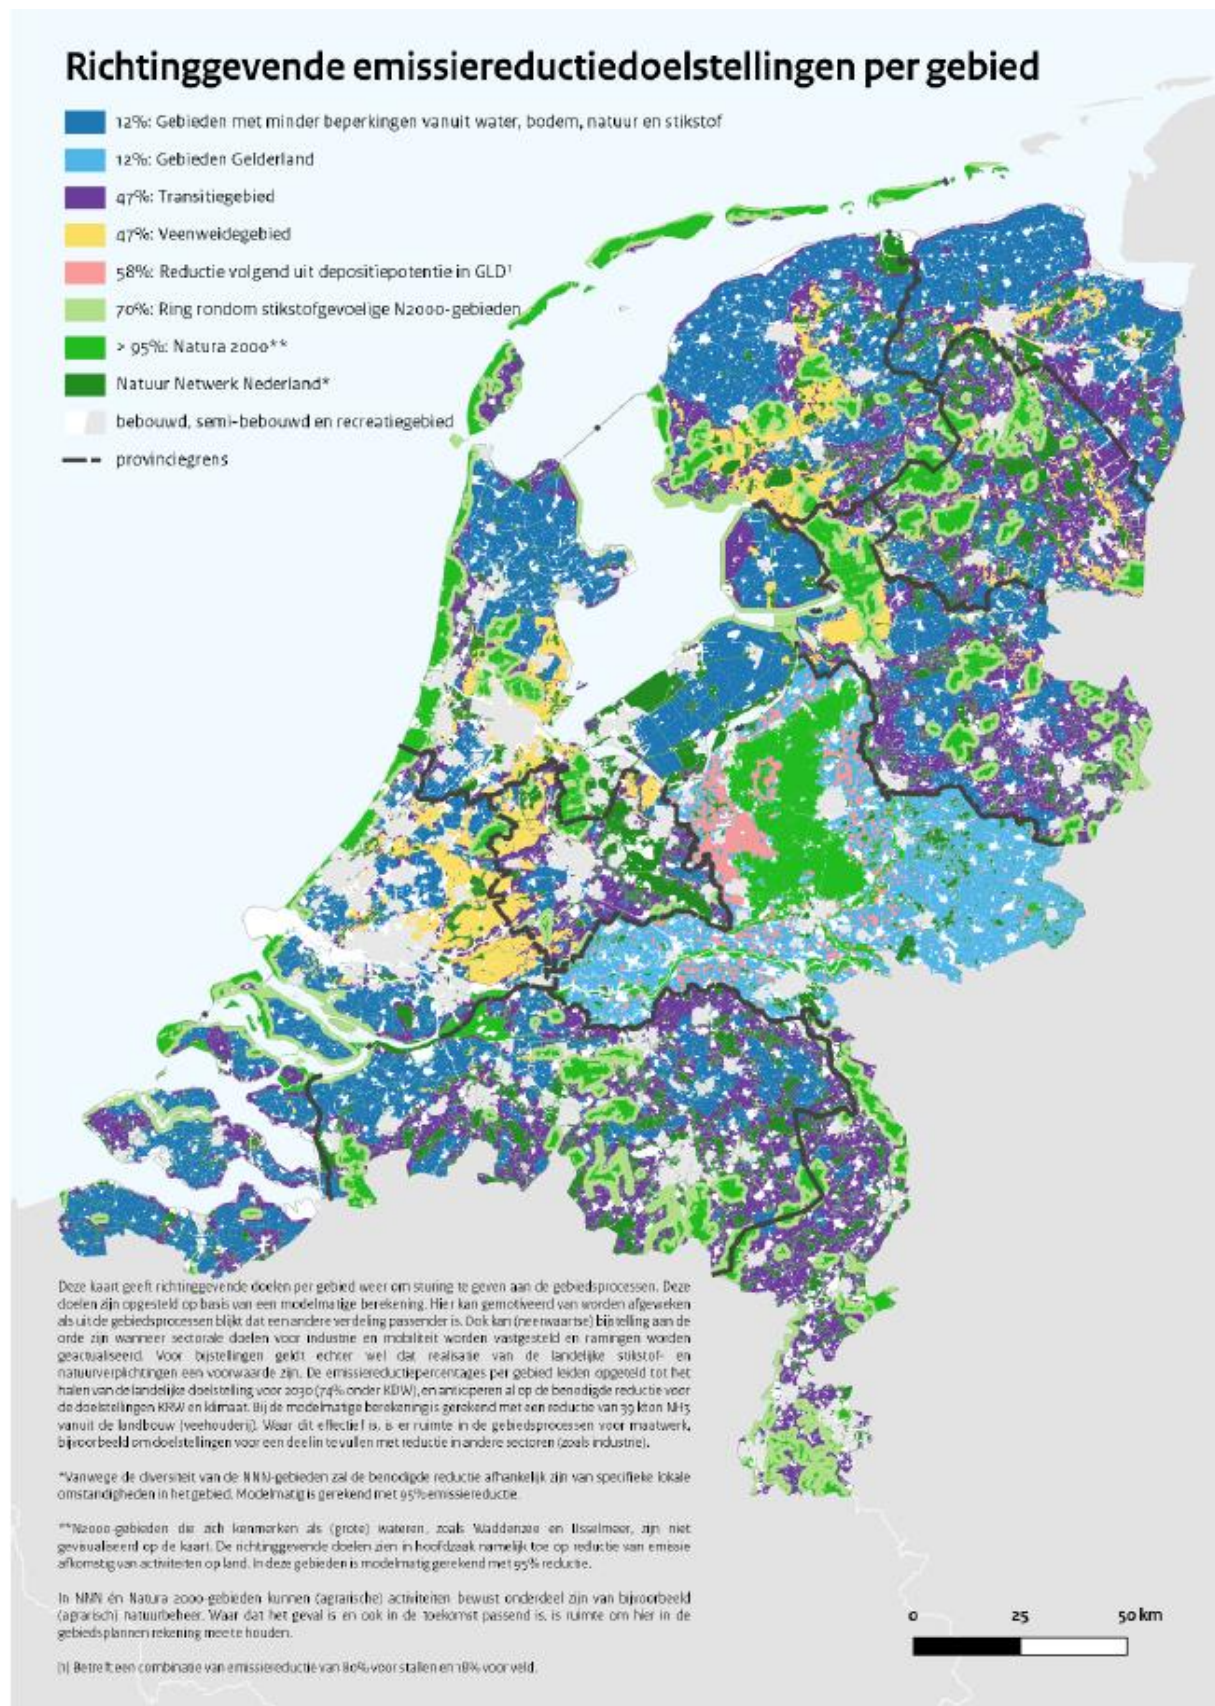 Richtinggevende emissiereductiedoelstellingen per gebied
12%: Gebieden met minder beperkingen vanuit water, bodem, natuur en stikstof
12%: Gebieden Gelderland
47%: Transitiegebied
47%: Veenweidegebied
58%: Reductie volgend uit depositiepotentie in GLD¹
70%: Ring rondom stikstofgevoelige N2000-gebieden
> 95%: Natura 2000**
Natuur Netwerk Nederland*
bebouwd, semi-bebouwd en recreatiegebied
provinciegrens
Deze kaart geeft richtinggevende doelen per gebied weer om sturing te geven aan de gebiedsprocessen. Deze
doelen zijn opgesteld op basis van een modelmatige berekening. Hier kan gemotiveerd van worden afgeweken
als uit de gebiedsprocessen blijkt dat een andere verdeling passender is. Ook kan (neerwaartse) bijstelling aan de
orde zijn wanneer sectorale doelen voor industrie en mobiliteit worden vastgesteld en ramingen worden
geactualiseerd. Voor bijstellingen geldt echter wel dat realisatie van de landelijke stikstof- en
natuurverplichtingen een voorwaarde zijn. De emissiereductiepercentages per gebied leiden opgeteld tot het
halen van de landelijke doelstelling voor 2030 (74% onder KDW), en anticiperen al op de benodigde reductie voor
de doelstellingen KRW en klimaat. Bij de modelmatige berekening is gerekend met een reductie van 39 kton NH3
vanuit de landbouw (veehouderij). Waar dit effectief is, is er ruimte in de gebiedsprocessen voor maatwerk,
bijvoorbeeld om doelstellingen voor een deel in te vullen met reductie in andere sectoren (zoals industrie).
*Vanwege de diversiteit van de NNN-gebieden zal de benodigde reductie afhankelijk zijn van specifieke lokale
omstandigheden in het gebied. Modelmatig is gerekend met 95% emissiereductie.
**N2000-gebieden die zich kenmerken als (grote) wateren, zoals Waddenzee en IJsselmeer, zijn niet
gevisualiseerd op de kaart. De richtinggevende doelen zien in hoofdzaak namelijk toe op reductie van emissie
afkomstig van activiteiten op land. In deze gebieden is modelmatig gerekend met 95% reductie.
In NNN én Natura 2000-gebieden kunnen (agrarische) activiteiten bewust onderdeel zijn van bijvoorbeeld
(agrarisch) natuurbeheer. Waar dat het geval is en ook in de toekomst passend is, is ruimte om hier in de
gebiedsplannen rekening mee te houden.
[1] Betreft een combinatie van emissiereductie van 80% voor stallen en 18% voor veld.
0 25 50 km